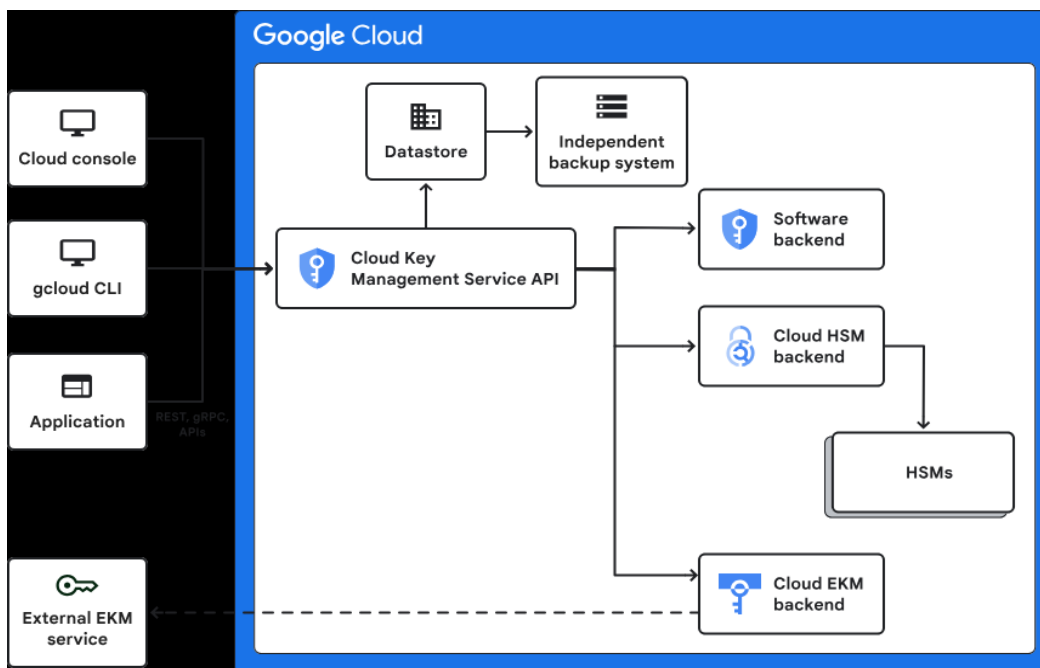 Google Cloud
Cloud console
gcloud CLI
Application
REST, gRPC,
APIs
External EKM
service
Datastore
Independent
backup system
Cloud Key
Management Service API
Software
backend
Cloud HSM
backend
HSMs
Cloud EKM
backend